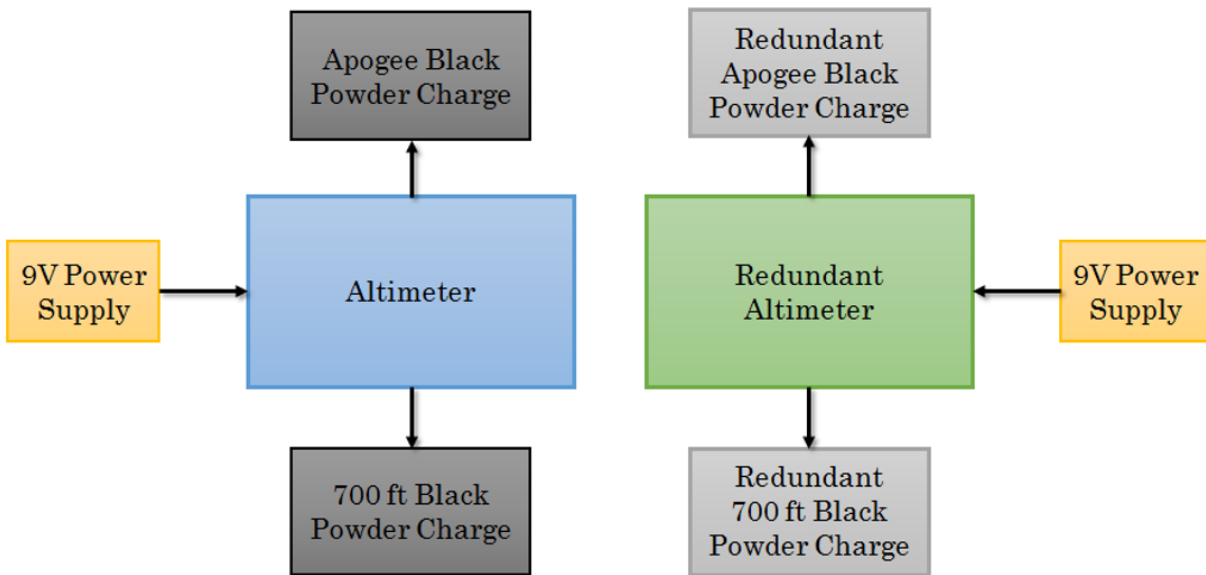 Apogee Black
Powder Charge
Redundant
Apogee Black
Powder Charge
9V Power
Supply
Altimeter
Redundant
Altimeter
9V Power
Supply
700 ft Black
Powder Charge
Redundant
700 ft Black
Powder Charge